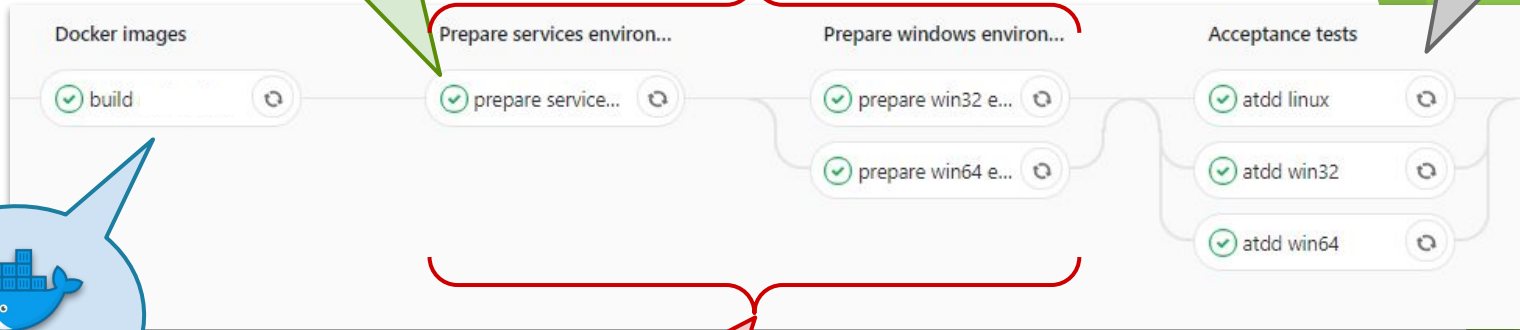 Docker images
build
Prepare services environ...
prepare service...
Prepare windows environ...
prepare win32 e...
prepare win64 e...
Acceptance tests
atdd linux
atdd win32
atdd win64